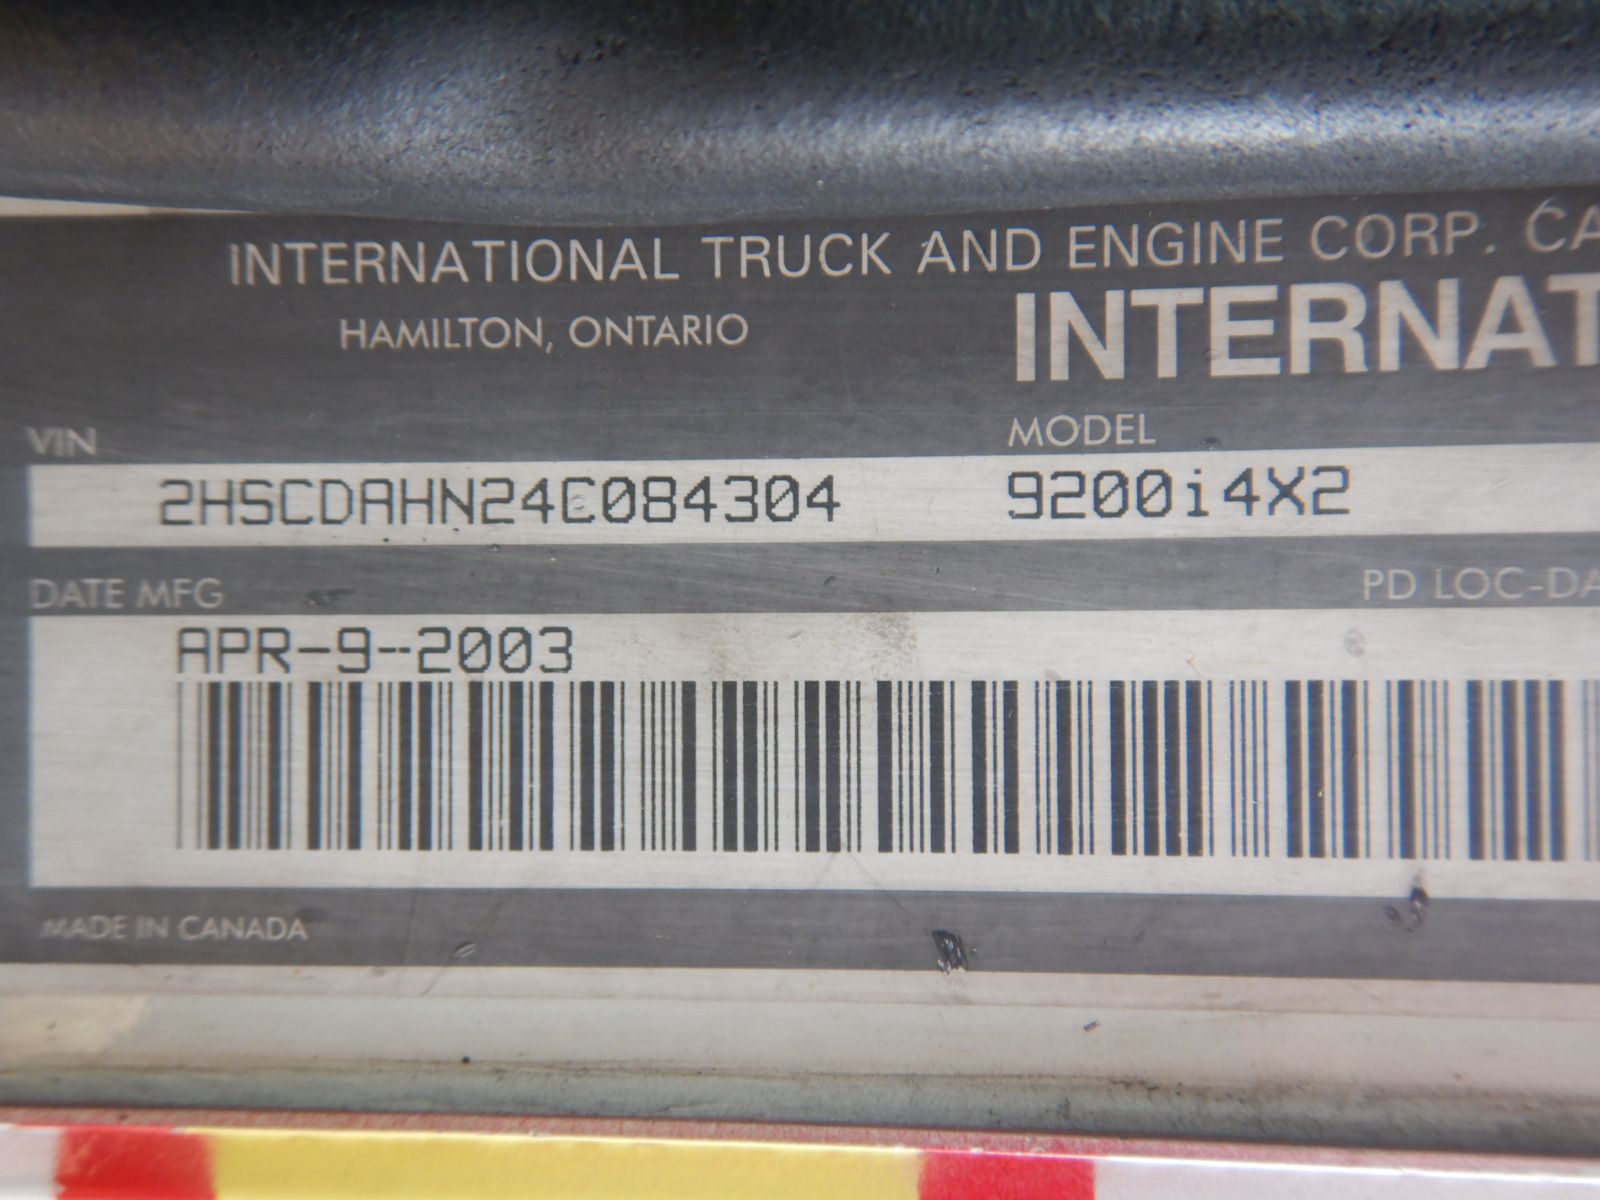 INTERNATIONAL TRUCK AND ENGINE CORP. CA
HAMILTON, ONTARIO
INTERNAT
VIN
MODEL
2HSCDAHN24C084304
9200i4X2
DATE MFG
PD LOC-DA
APR-9--2003
MADE IN CANADA